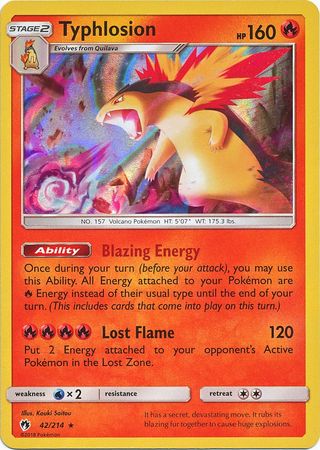 STAGE 2 Typhlosion HP 160
Evolves from Quilava
NO. 157 Volcano Pokémon HT: 5'07" WT: 175.3 lbs.
Ability Blazing Energy
Once during your turn (before your attack), you may use
this Ability. All Energy attached to your Pokémon are
Energy instead of their usual type until the end of your
turn. (This includes cards that come into play on this turn.)
Lost Flame 120
Put 2 Energy attached to your opponent's Active
Pokémon in the Lost Zone.
weakness × 2 resistance retreat
Illus. Kouki Saitou
42/214 ★
©2018 Pokémon
It has a secret, devastating move. It rubs its
blazing fur together to cause huge explosions.